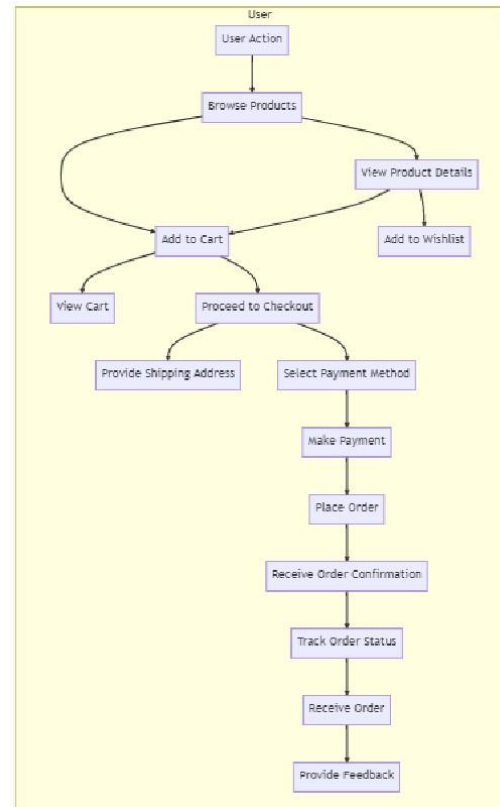 User
User Action
Browse Products
View Product Details
Add to Cart
Add to Wishlist
View Cart
Proceed to Checkout
Provide Shipping Address
Select Payment Method
Make Payment
Place Order
Receive Order Confirmation
Track Order Status
Receive Order
Provide Feedback